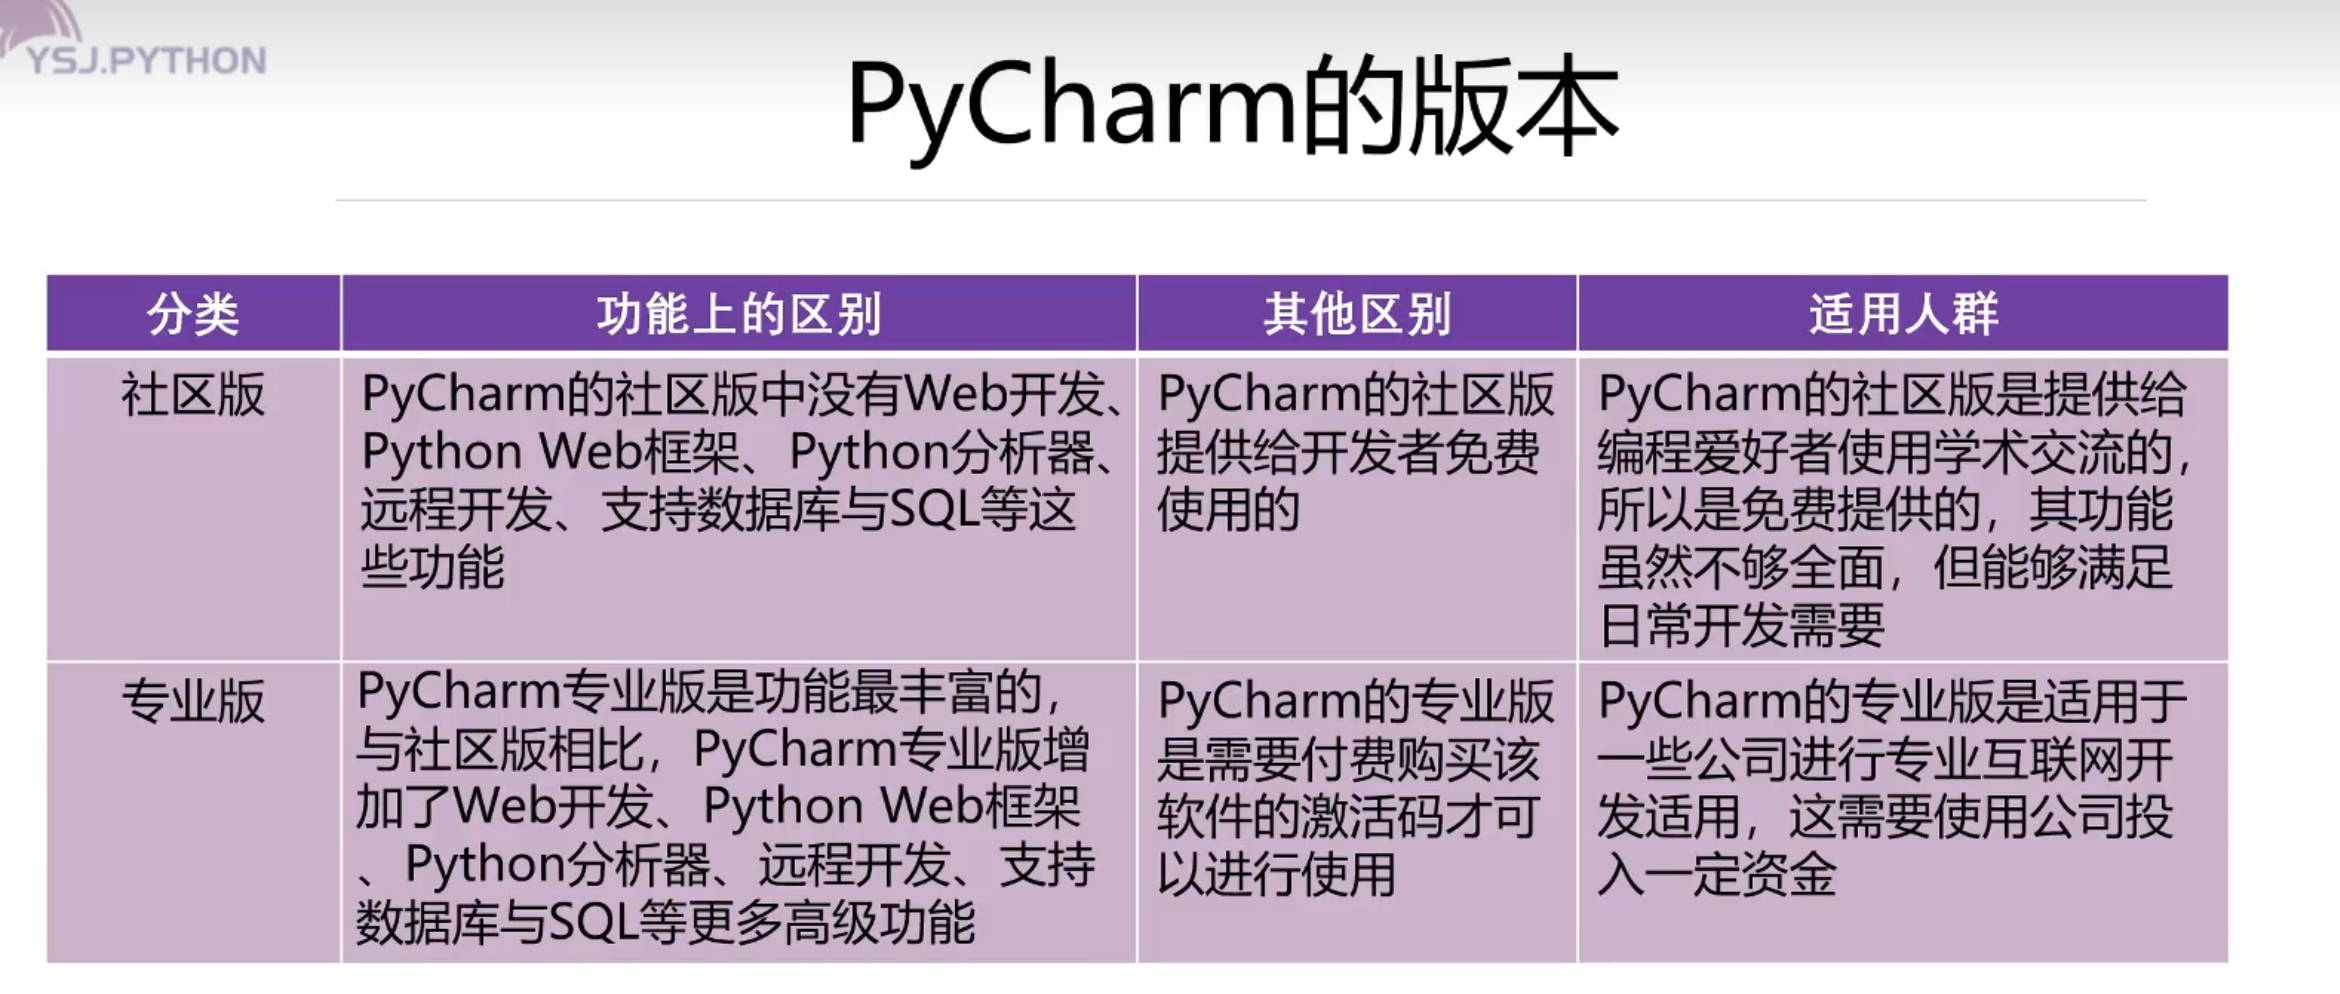 YSJ.PYTHON
PyCharm的版本
分类
功能上的区别
其他区别
适用人群
社区版
PyCharm的社区版中没有Web开发、
Python Web框架、Python分析器、
远程开发、支持数据库与SQL等这
些功能
PyCharm的社区版
提供给开发者免费
使用的
PyCharm的社区版是提供给
编程爱好者使用学术交流的，
所以是免费提供的，其功能
虽然不够全面，但能够满足
日常开发需要
专业版
PyCharm专业版是功能最丰富的，
与社区版相比，PyCharm专业版增
加了Web开发、Python Web框架
、Python分析器、远程开发、支持
数据库与SQL等更多高级功能
PyCharm的专业版
是需要付费购买该
软件的激活码才可
以进行使用
PyCharm的专业版是适用于
一些公司进行专业互联网开
发适用，这需要使用公司投
入一定资金